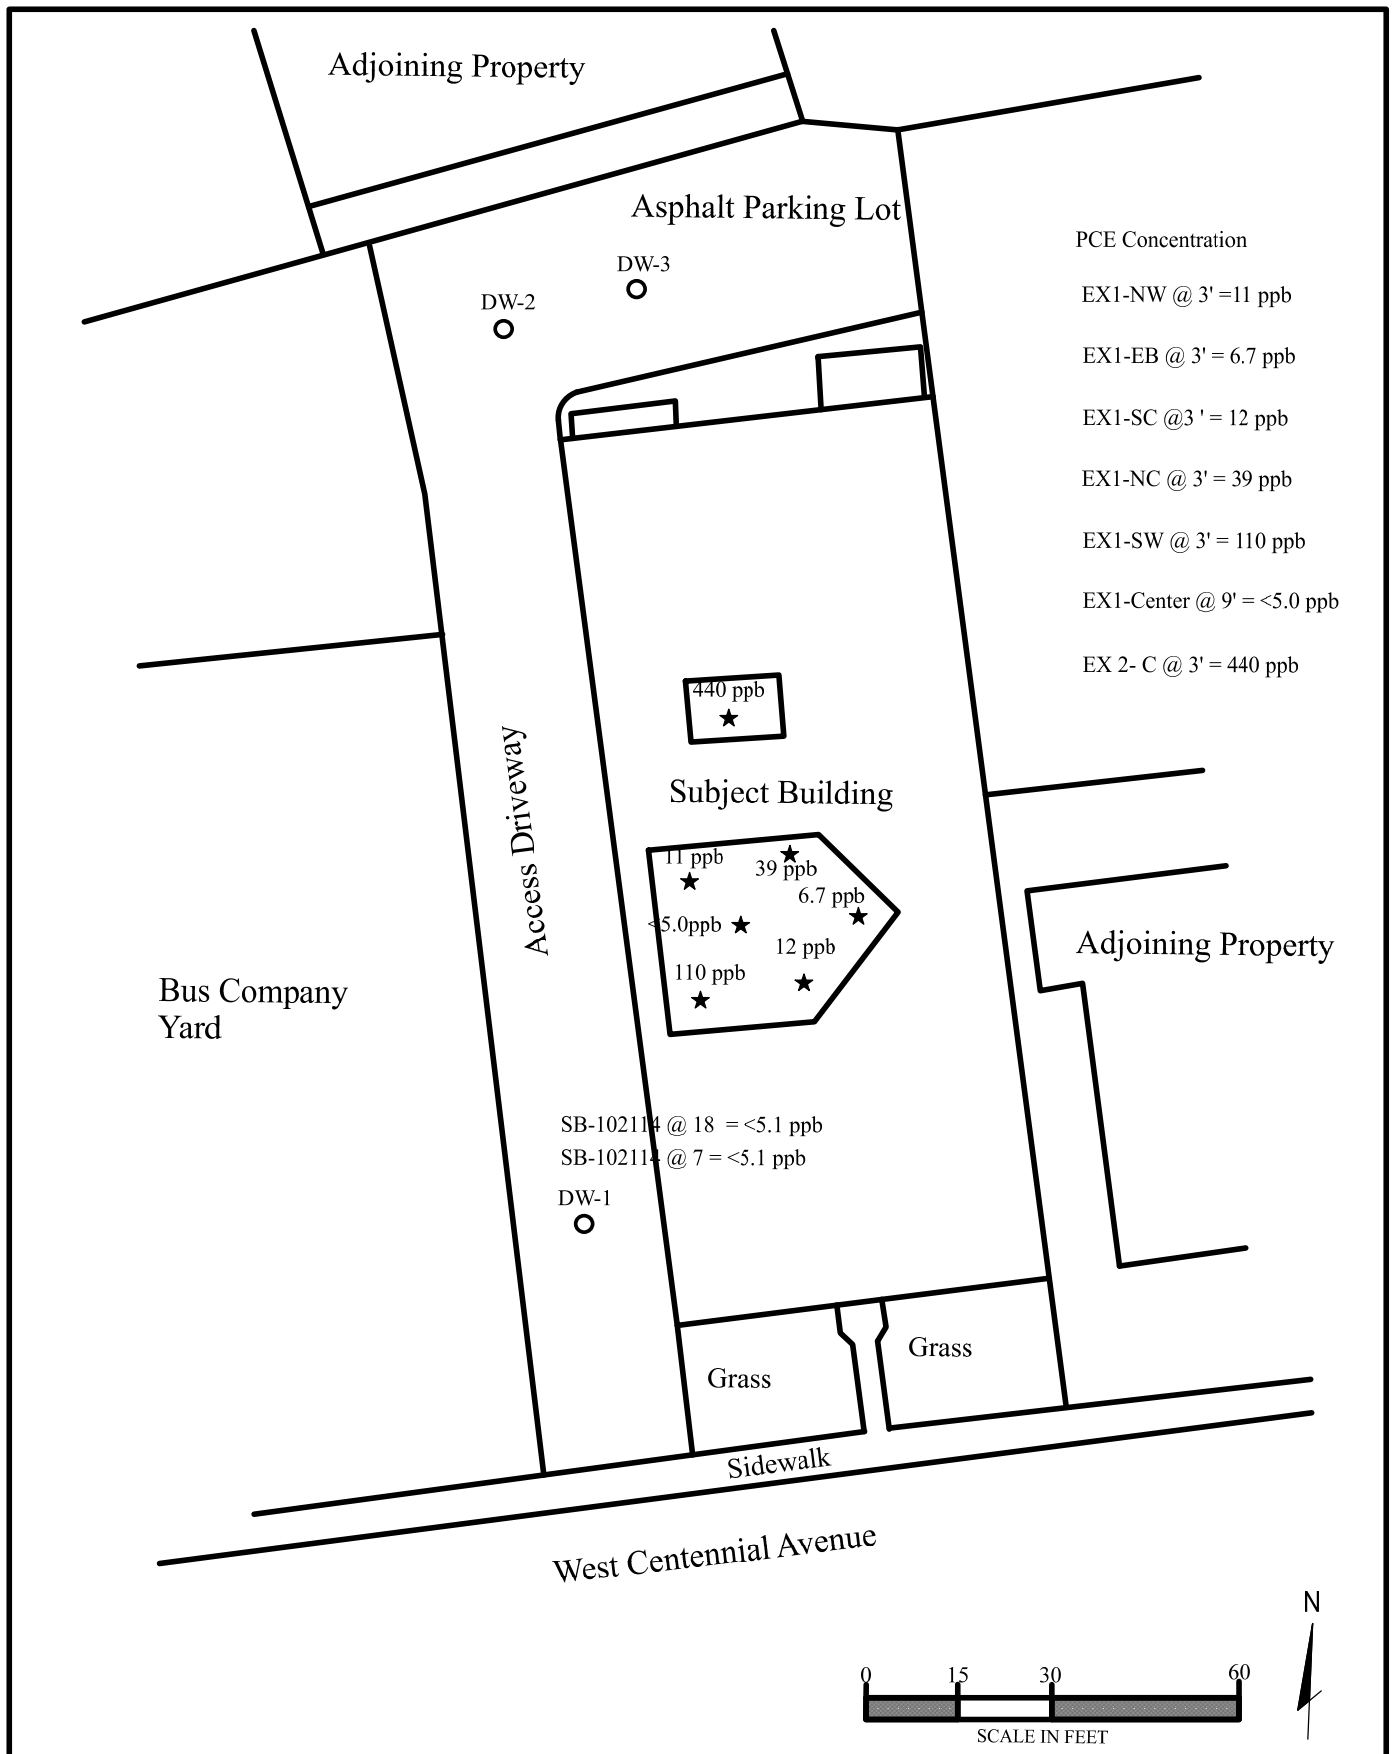 Adjoining Property
Asphalt Parking Lot
PCE Concentration
DW-3
DW-2
EX1-NW @ 3' =11 ppb
EX1-EB @ 3' = 6.7 ppb
EX1-SC @3 ' = 12 ppb
EX1-NC @ 3' = 39 ppb
EX1-SW @ 3' = 110 ppb
EX1-Center @ 9' = <5.0 ppb
EX 2- C @ 3' = 440 ppb
440 ppb
Access Driveway
Subject Building
11 ppb
39 ppb
6.7 ppb
<5.0ppb
12 ppb
110 ppb
Adjoining Property
Bus Company
Yard
SB-102114 @ 18  = <5.1 ppb
SB-102114 @ 7 = <5.1 ppb
DW-1
Grass
Grass
Sidewalk
West Centennial Avenue
N
0 15 30 60
SCALE IN FEET